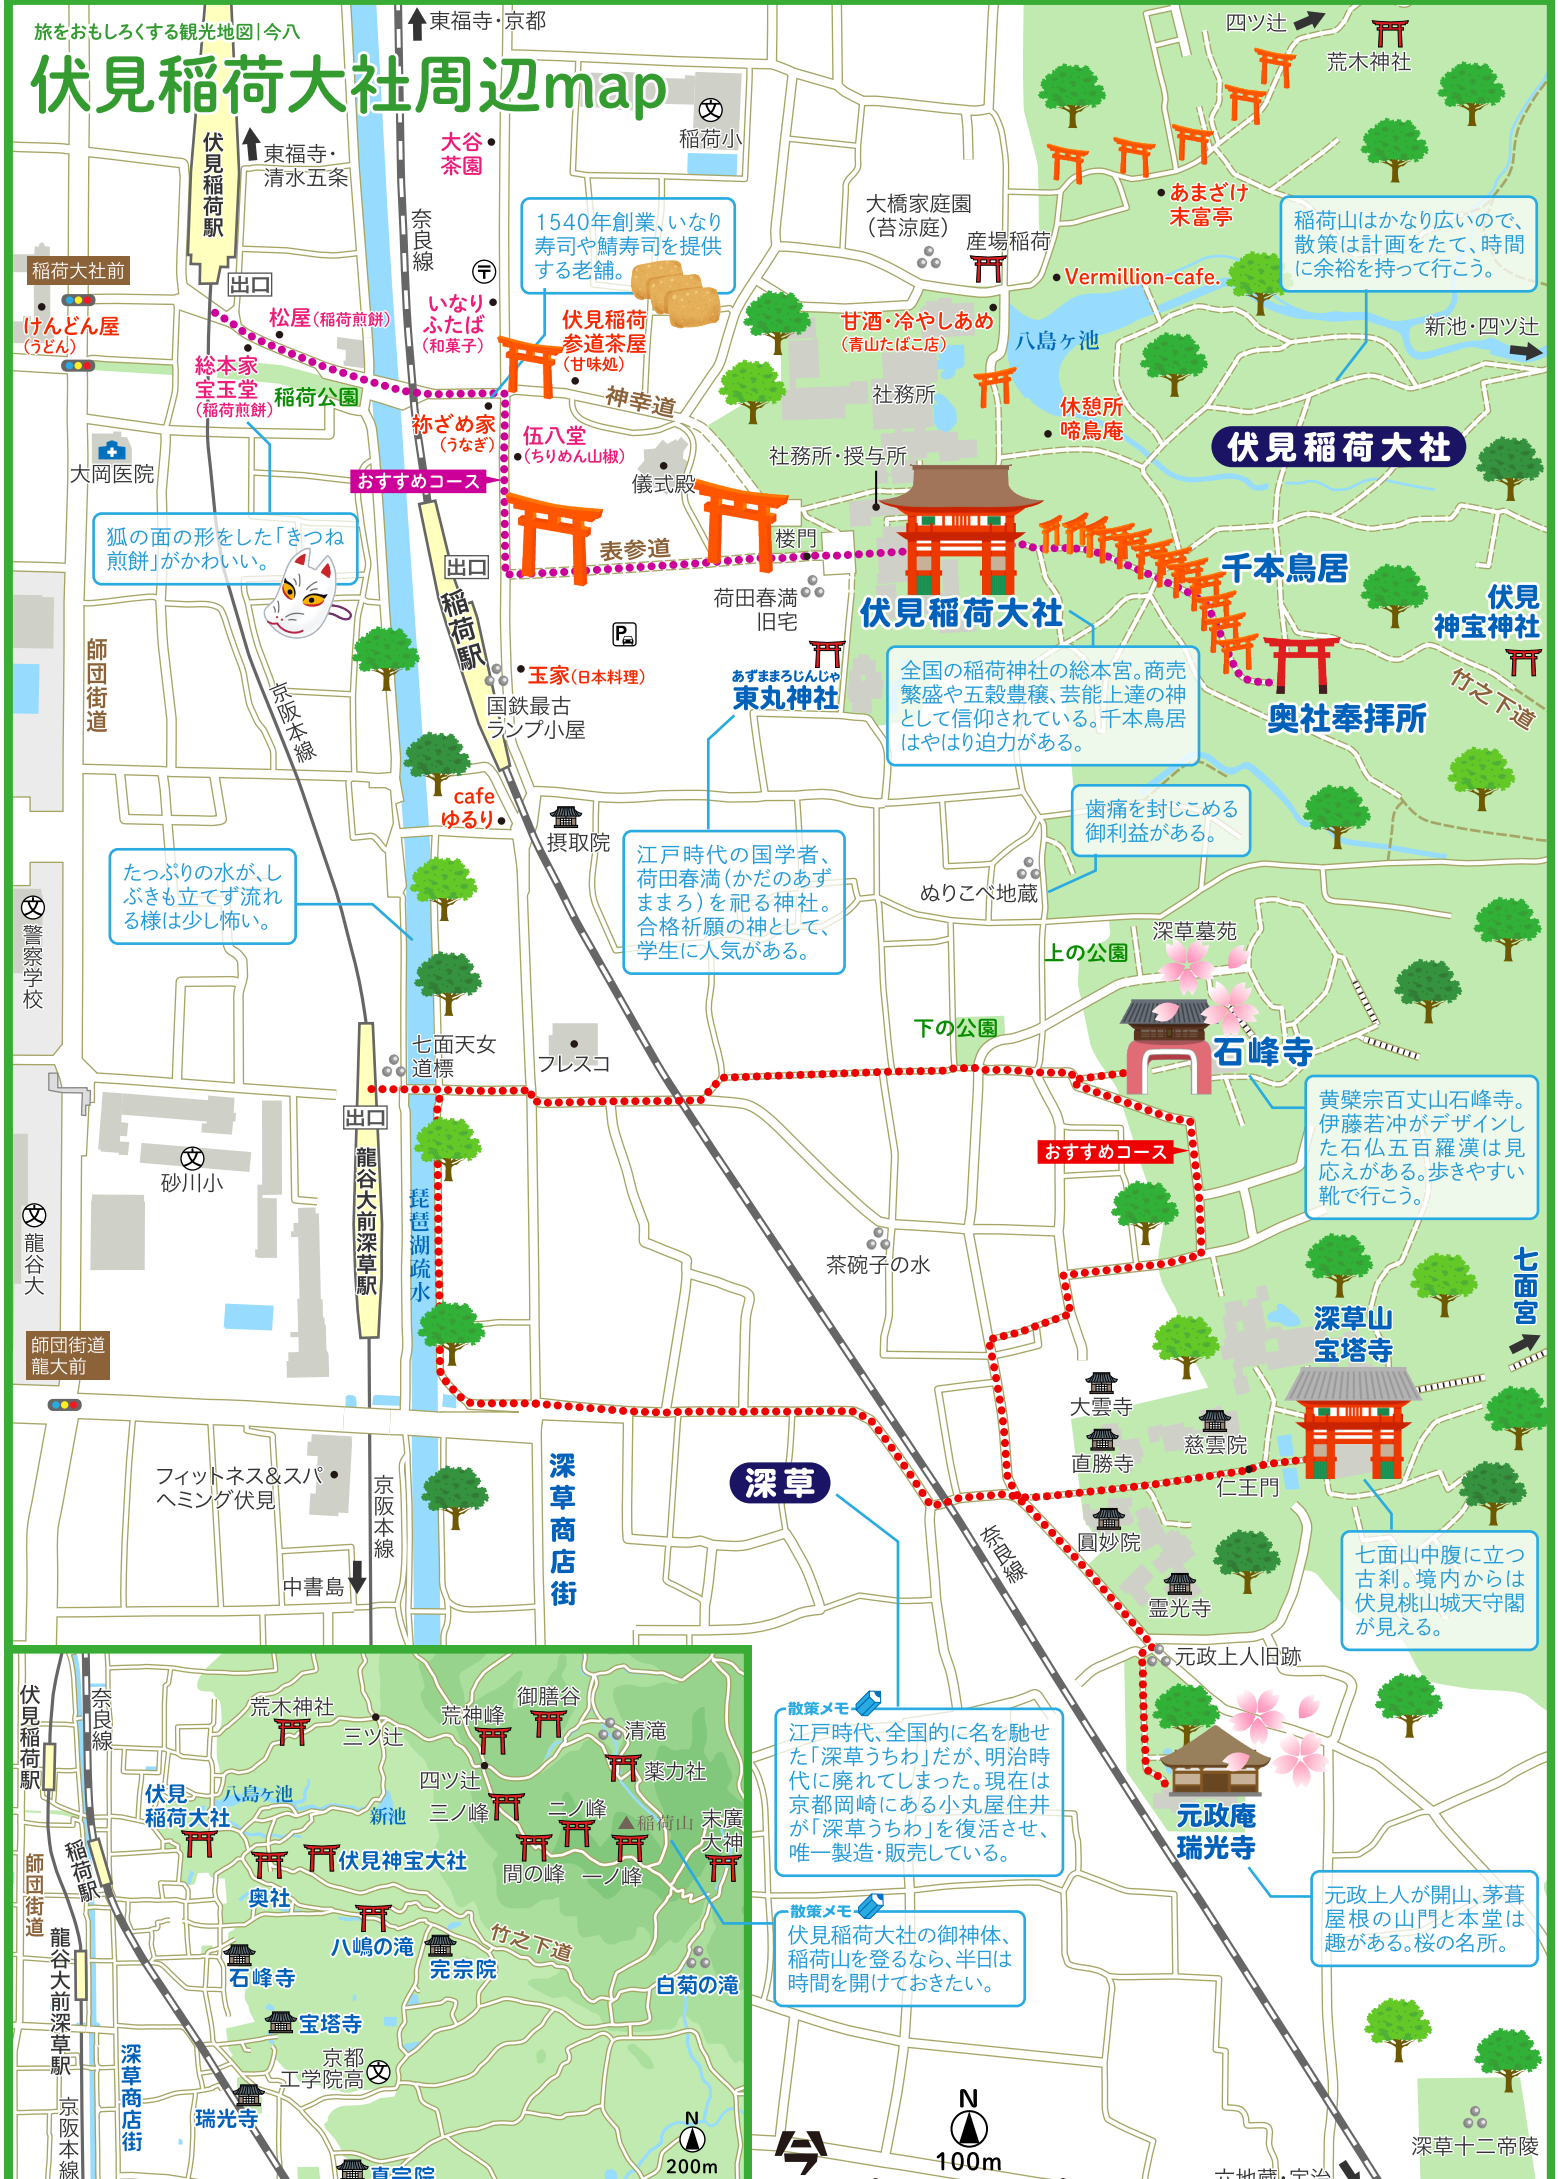 旅をおもしろくする観光地図|今八
伏見稲荷大社周辺map
東福寺・京都
伏見稲荷駅
東福寺・
清水五条
大谷
茶園
稲荷小
四ツ辻
荒木神社
奈良線
1540年創業、いなり
寿司や鯖寿司を提供
する老舗。
大橋家庭園
(苔涼庭)
産場稲荷
あまざけ
末富亭
稲荷山はかなり広いので、
散策は計画をたて、時間
に余裕を持って行こう。
稲荷大社前
出口
けんどん屋
(うどん)
松屋(稲荷煎餅)
いなり
ふたば
(和菓子)
伏見稲荷
参道茶屋
(甘味処)
Vermillion-cafe.
甘酒・冷やしあめ
(青山たばこ店)
八島ヶ池
新池・四ツ辻
総本家
宝玉堂
(稲荷煎餅)
稲荷公園
祢ざめ家
(うなぎ)
神幸道
社務所
休憩所
啼鳥庵
伍八堂
(ちりめん山椒)
伏見稲荷大社
大岡医院
おすすめコース
儀式殿
社務所・授与所
狐の面の形をした「きつね
煎餅」がかわいい。
出口
表参道
楼門
千本鳥居
稲荷駅
荷田春満
旧宅
伏見稲荷大社
伏見
神宝神社
師団街道
P
玉家(日本料理)
あずままろじんじゃ
東丸神社
全国の稲荷神社の総本宮。商売
繁盛や五穀豊穣、芸能上達の神
として信仰されている。千本鳥居
はやはり迫力がある。
竹之下道
奥社奉拝所
京阪本線
国鉄最古
ランプ小屋
cafe
ゆるり
摂取院
歯痛を封じこめる
御利益がある。
たっぷりの水が、し
ぶきも立てず流れ
る様は少し怖い。
江戸時代の国学者、
荷田春満(かだのあず
ままろ)を祀る神社。
合格祈願の神として、
学生に人気がある。
ぬりこべ地蔵
文
警察学校
深草墓苑
上の公園
下の公園
石峰寺
七面天女
道標
フレスコ
出口
黄檗宗百丈山石峰寺。
伊藤若冲がデザインし
た石仏五百羅漢は見
応えがある。歩きやすい
靴で行こう。
おすすめコース
文
砂川小
龍谷大前深草駅
琵琶湖疏水
文
龍谷大
茶碗子の水
七面宮
深草山
宝塔寺
師団街道
龍大前
大雲寺
慈雲院
直勝寺
仁王門
フィットネス&スパ
ヘミング伏見
京阪本線
深草商店街
深草
奈良線
圓妙院
七面山中腹に立つ
古刹。境内からは
伏見桃山城天守閣
が見える。
中書島
霊光寺
元政上人旧跡
散策メモ
江戸時代、全国的に名を馳せ
た「深草うちわ」だが、明治時
代に廃れてしまった。現在は
京都岡崎にある小丸屋住井
が「深草うちわ」を復活させ、
唯一製造・販売している。
元政庵
瑞光寺
元政上人が開山、茅葺
屋根の山門と本堂は
趣がある。桜の名所。
散策メモ
伏見稲荷大社の御神体、
稲荷山を登るなら、半日は
時間を開けておきたい。
伏見稲荷駅
奈良線
荒木神社
三ツ辻
荒神峰
御膳谷
清滝
薬力社
四ツ辻
伏見
稲荷大社
八島ヶ池
新池
三ノ峰
二ノ峰
稲荷山
末廣
大神
間の峰
一ノ峰
稲荷駅
師団街道
奥社
伏見神宝大社
八嶋の滝
完宗院
竹之下道
石峰寺
白菊の滝
龍谷大前深草駅
宝塔寺
京都
工学院高
文
深草商店街
瑞光寺
京阪本線
真宗院
N
200m
N
100m
深草十二帝陵
六地蔵・宇治